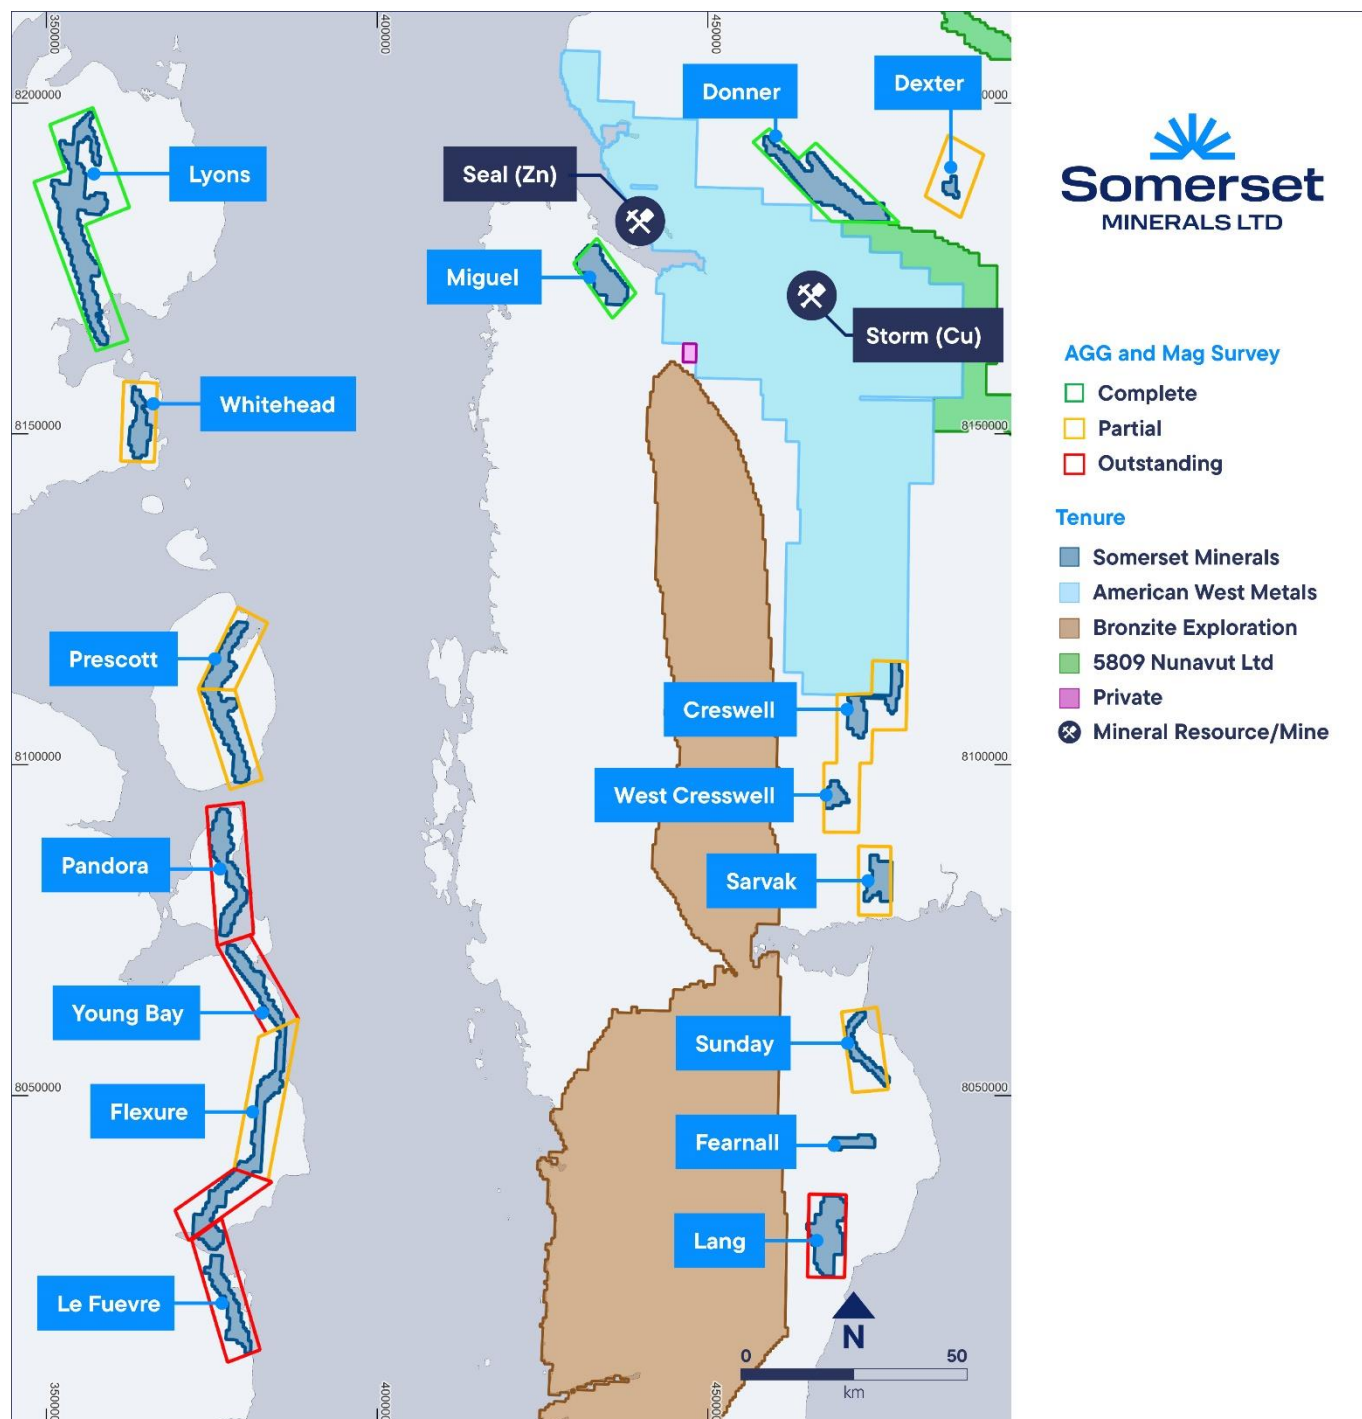 350000
400000
450000
8200000
0000
Donner
Dexter
Lyons
Seal (Zn)
Miguel
Storm (Cu)
Whitehead
8150000
8150000
Prescott
Creswell
8100000
8100000
West Cresswell
Pandora
Sarvak
Young Bay
Sunday
8050000
8050000
Flexure
Fearnall
Lang
Le Fuevre
N
0 50
km
350000
400000
450000
Somerset
MINERALS LTD
AGG and Mag Survey
Complete
Partial
Outstanding
Tenure
Somerset Minerals
American West Metals
Bronzite Exploration
5809 Nunavut Ltd
Private
Mineral Resource/Mine